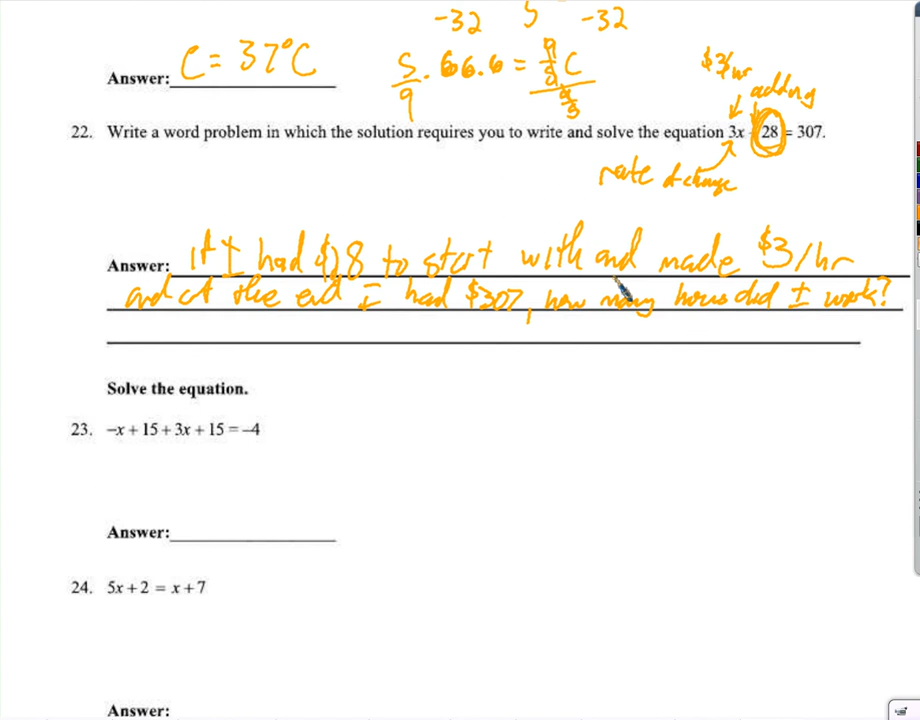 -32 5 -32
C = 37°C
5/9 · 66.6 = 9/5 C
9/5
$3/hr
adding
Answer:
22. Write a word problem in which the solution requires you to write and solve the equation 3x + 28 = 307.
rate of change
Answer: if I had $28 to start with and made $3/hr
and at the end I had $307, how many hours did I work?
Solve the equation.
23. –x + 15 + 3x + 15 = –4
Answer:
24. 5x + 2 = x + 7
Answer: